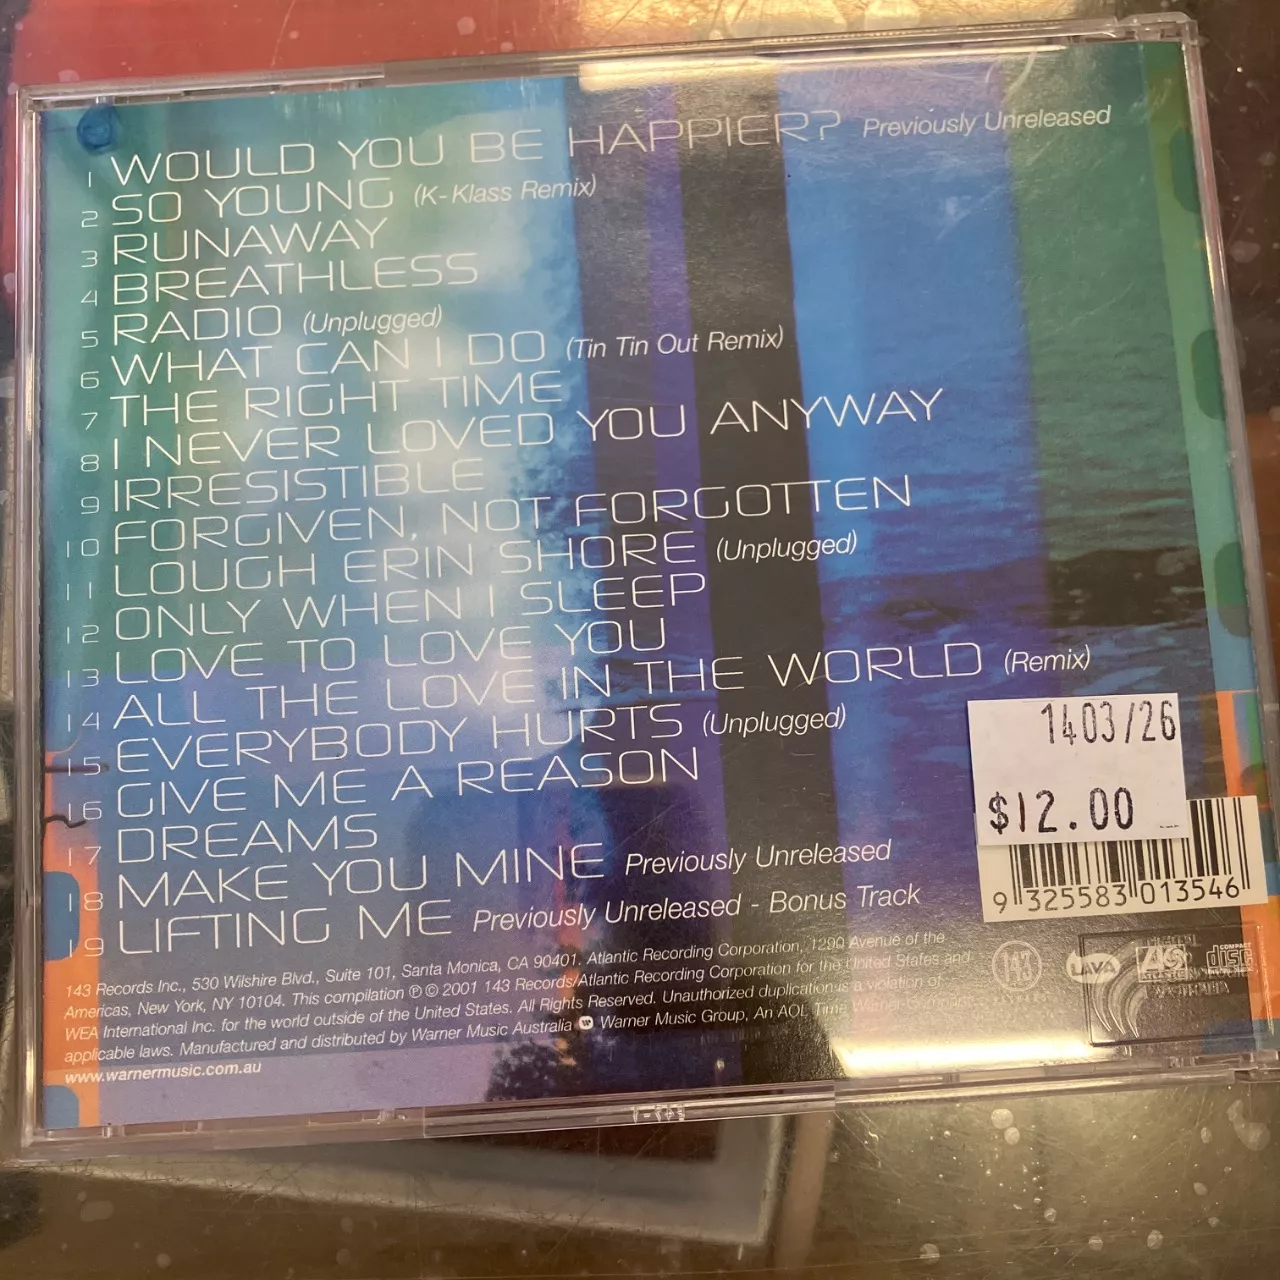 1 WOULD YOU BE HAPPIER? Previously Unreleased
2 SO YOUNG (K-Klass Remix)
3 RUNAWAY
4 BREATHLESS
5 RADIO (Unplugged)
6 WHAT CAN I DO (Tin Tin Out Remix)
7 THE RIGHT TIME
8 I NEVER LOVED YOU ANYWAY
9 IRRESISTIBLE
10 FORGIVEN, NOT FORGOTTEN
11 LOUGH ERIN SHORE (Unplugged)
12 ONLY WHEN I SLEEP
13 LOVE TO LOVE YOU
14 ALL THE LOVE IN THE WORLD (Remix)
15 EVERYBODY HURTS (Unplugged)
16 GIVE ME A REASON
17 DREAMS
18 MAKE YOU MINE Previously Unreleased
19 LIFTING ME Previously Unreleased - Bonus Track
1403/26
$12.00
9 325583 013546
143 Records Inc., 530 Wilshire Blvd., Suite 101, Santa Monica, CA 90401, Atlantic Recording Corporation, 1290 Avenue of the
Americas, New York, NY 10104. This compilation ℗ © 2001 143 Records/Atlantic Recording Corporation for the United States and
WEA International Inc. for the world outside of the United States. All Rights Reserved. Unauthorized duplication is a violation of
applicable laws. Manufactured and distributed by Warner Music Australia Warner Music Group, An AOL Time Warner
www.warnermusic.com.au
143
LAVA
COMPACT
disc
AUSTRALIA